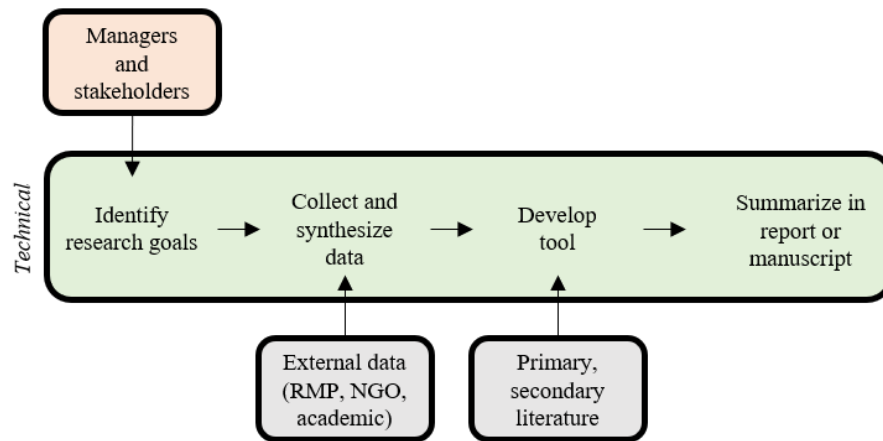 Managers
and
stakeholders
Technical
Identify
research goals
Collect and
synthesize
data
Develop
tool
Summarize in
report or
manuscript
External data
(RMP, NGO,
academic)
Primary,
secondary
literature